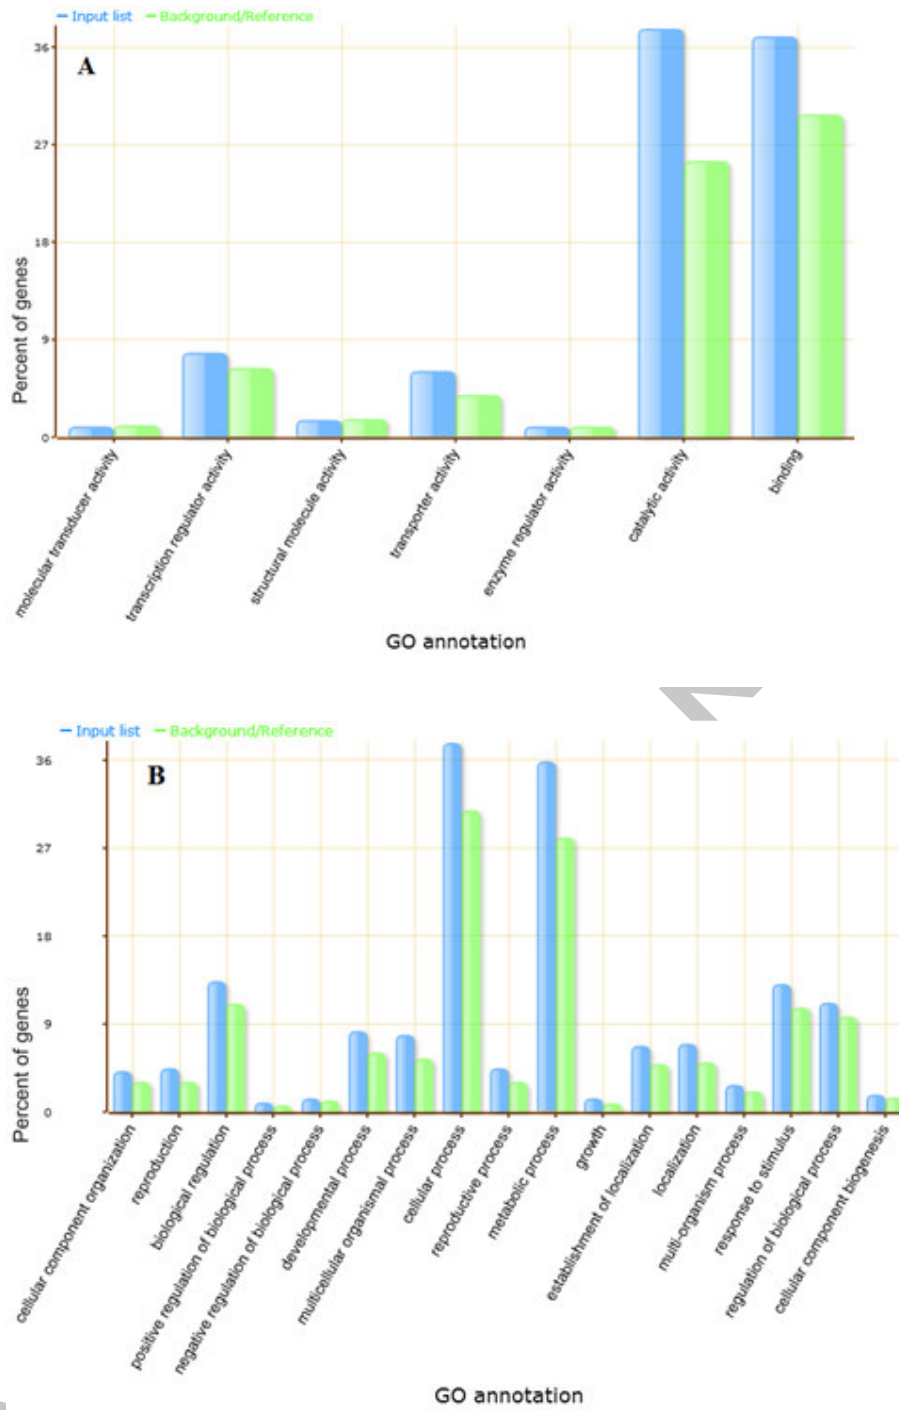 Input list Background/Reference
A
36
27
18
9
0
Percent of genes
molecular transducer activity
transcription regulator activity
structural molecule activity
transporter activity
enzyme regulator activity
catalytic activity
binding
GO annotation
Input list Background/Reference
B
36
27
18
9
0
Percent of genes
cellular component organization
reproduction
biological regulation
positive regulation of biological process
negative regulation of biological process
developmental process
multicellular organismal process
cellular process
reproductive process
metabolic process
growth
establishment of localization
localization
multi-organism process
response to stimulus
regulation of biological process
cellular component biogenesis
GO annotation